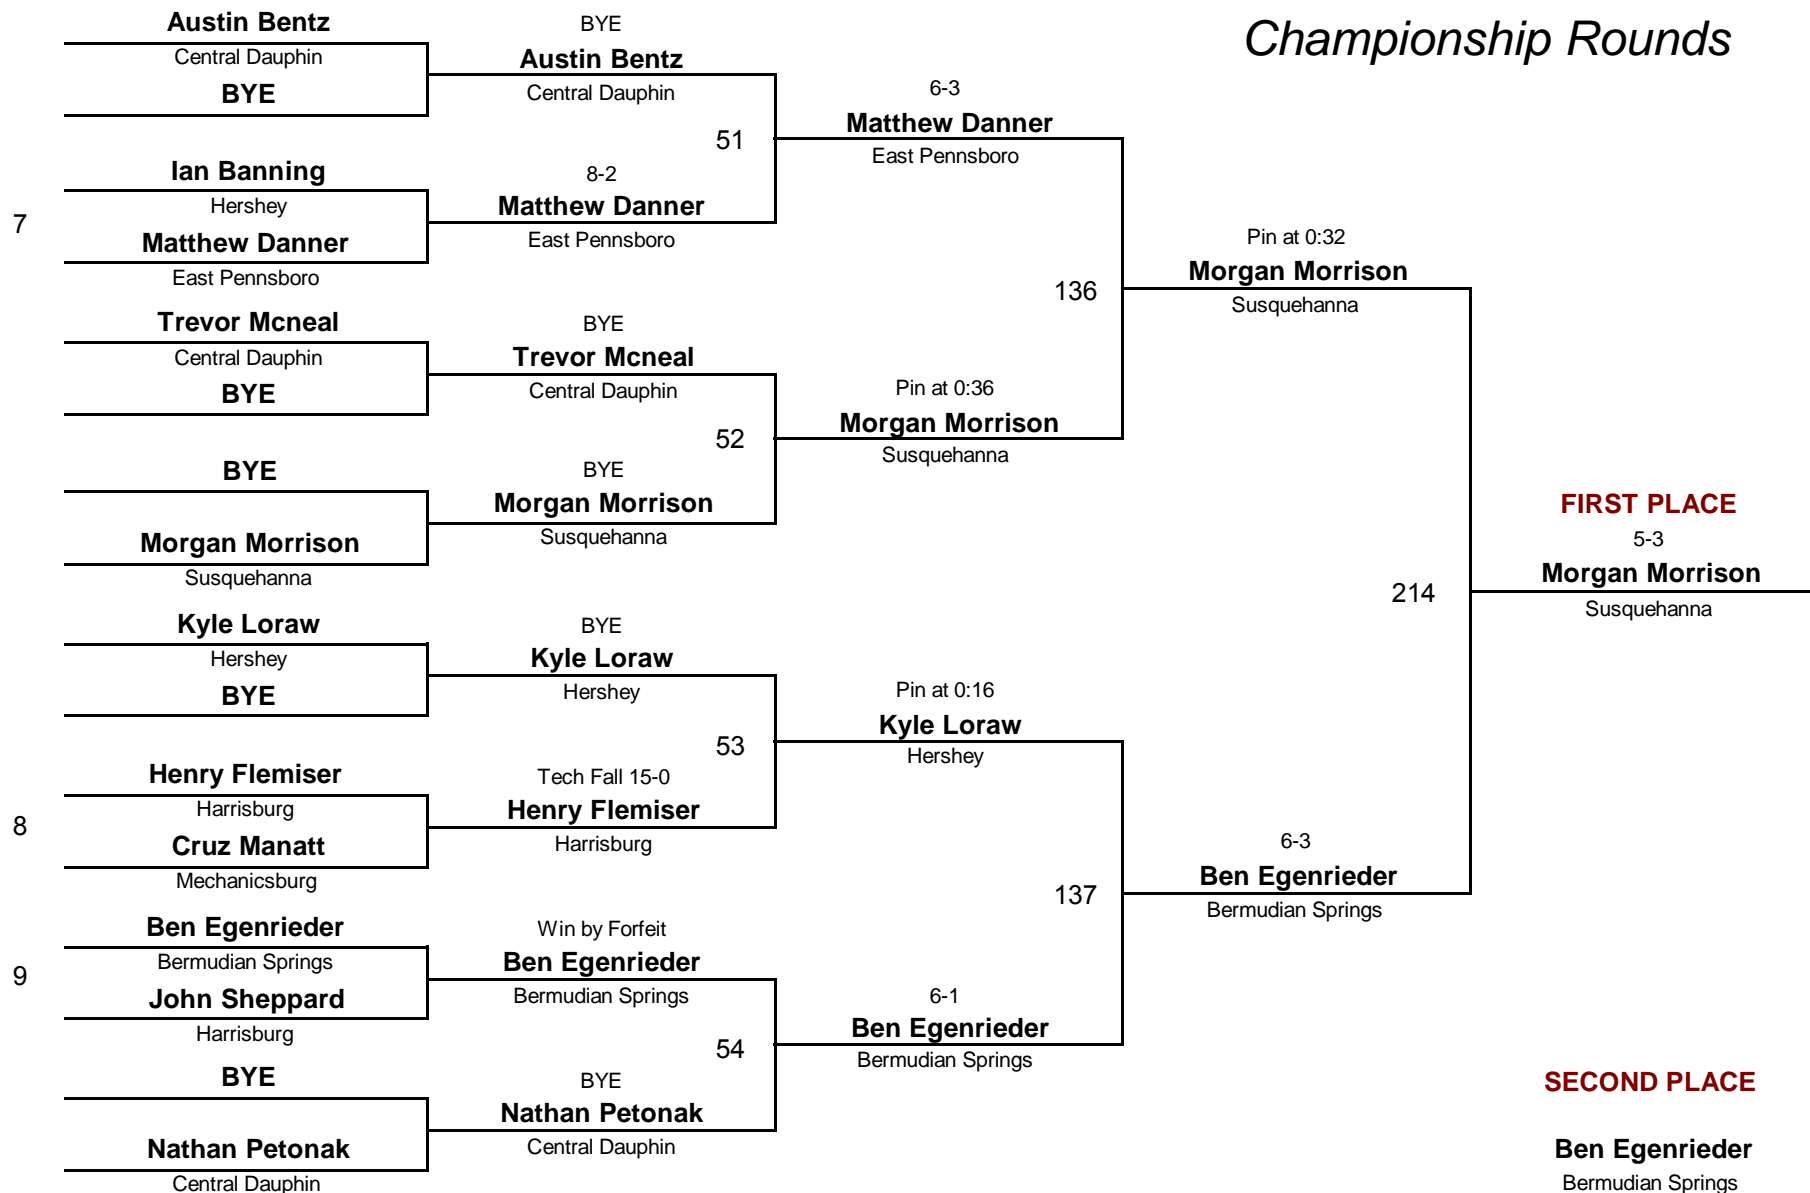 Championship Rounds
Austin Bentz
Central Dauphin
BYE
7
Ian Banning
Hershey
Matthew Danner
East Pennsboro
Trevor Mcneal
Central Dauphin
BYE
BYE
Morgan Morrison
Susquehanna
Kyle Loraw
Hershey
BYE
8
Henry Flemiser
Harrisburg
Cruz Manatt
Mechanicsburg
9
Ben Egenrieder
Bermudian Springs
John Sheppard
Harrisburg
BYE
Nathan Petonak
Central Dauphin
BYE
Austin Bentz
Central Dauphin
51
8-2
Matthew Danner
East Pennsboro
BYE
Trevor Mcneal
Central Dauphin
52
BYE
Morgan Morrison
Susquehanna
BYE
Kyle Loraw
Hershey
53
Tech Fall 15-0
Henry Flemiser
Harrisburg
Win by Forfeit
Ben Egenrieder
Bermudian Springs
54
BYE
Nathan Petonak
Central Dauphin
6-3
Matthew Danner
East Pennsboro
136
Pin at 0:36
Morgan Morrison
Susquehanna
Pin at 0:16
Kyle Loraw
Hershey
137
6-1
Ben Egenrieder
Bermudian Springs
Pin at 0:32
Morgan Morrison
Susquehanna
214
6-3
Ben Egenrieder
Bermudian Springs
FIRST PLACE
5-3
Morgan Morrison
Susquehanna
SECOND PLACE
Ben Egenrieder
Bermudian Springs